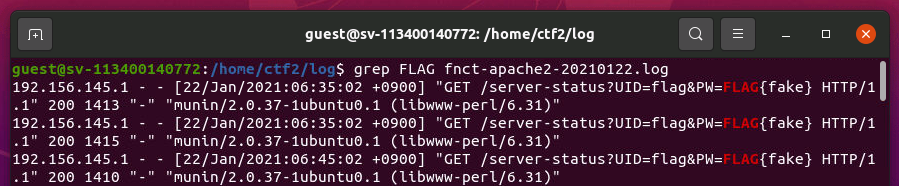 guest@sv-113400140772: /home/ctf2/log
guest@sv-113400140772:/home/ctf2/log$ grep FLAG fnct-apache2-20210122.log
192.156.145.1 - - [22/Jan/2021:06:35:02 +0900] "GET /server-status?UID=flag&PW=FLAG{fake} HTTP/1
.1" 200 1413 "-" "munin/2.0.37-1ubuntu0.1 (libwww-perl/6.31)"
192.156.145.1 - - [22/Jan/2021:06:35:02 +0900] "GET /server-status?UID=flag&PW=FLAG{fake} HTTP/1
.1" 200 1415 "-" "munin/2.0.37-1ubuntu0.1 (libwww-perl/6.31)"
192.156.145.1 - - [22/Jan/2021:06:45:02 +0900] "GET /server-status?UID=flag&PW=FLAG{fake} HTTP/1
.1" 200 1410 "-" "munin/2.0.37-1ubuntu0.1 (libwww-perl/6.31)"